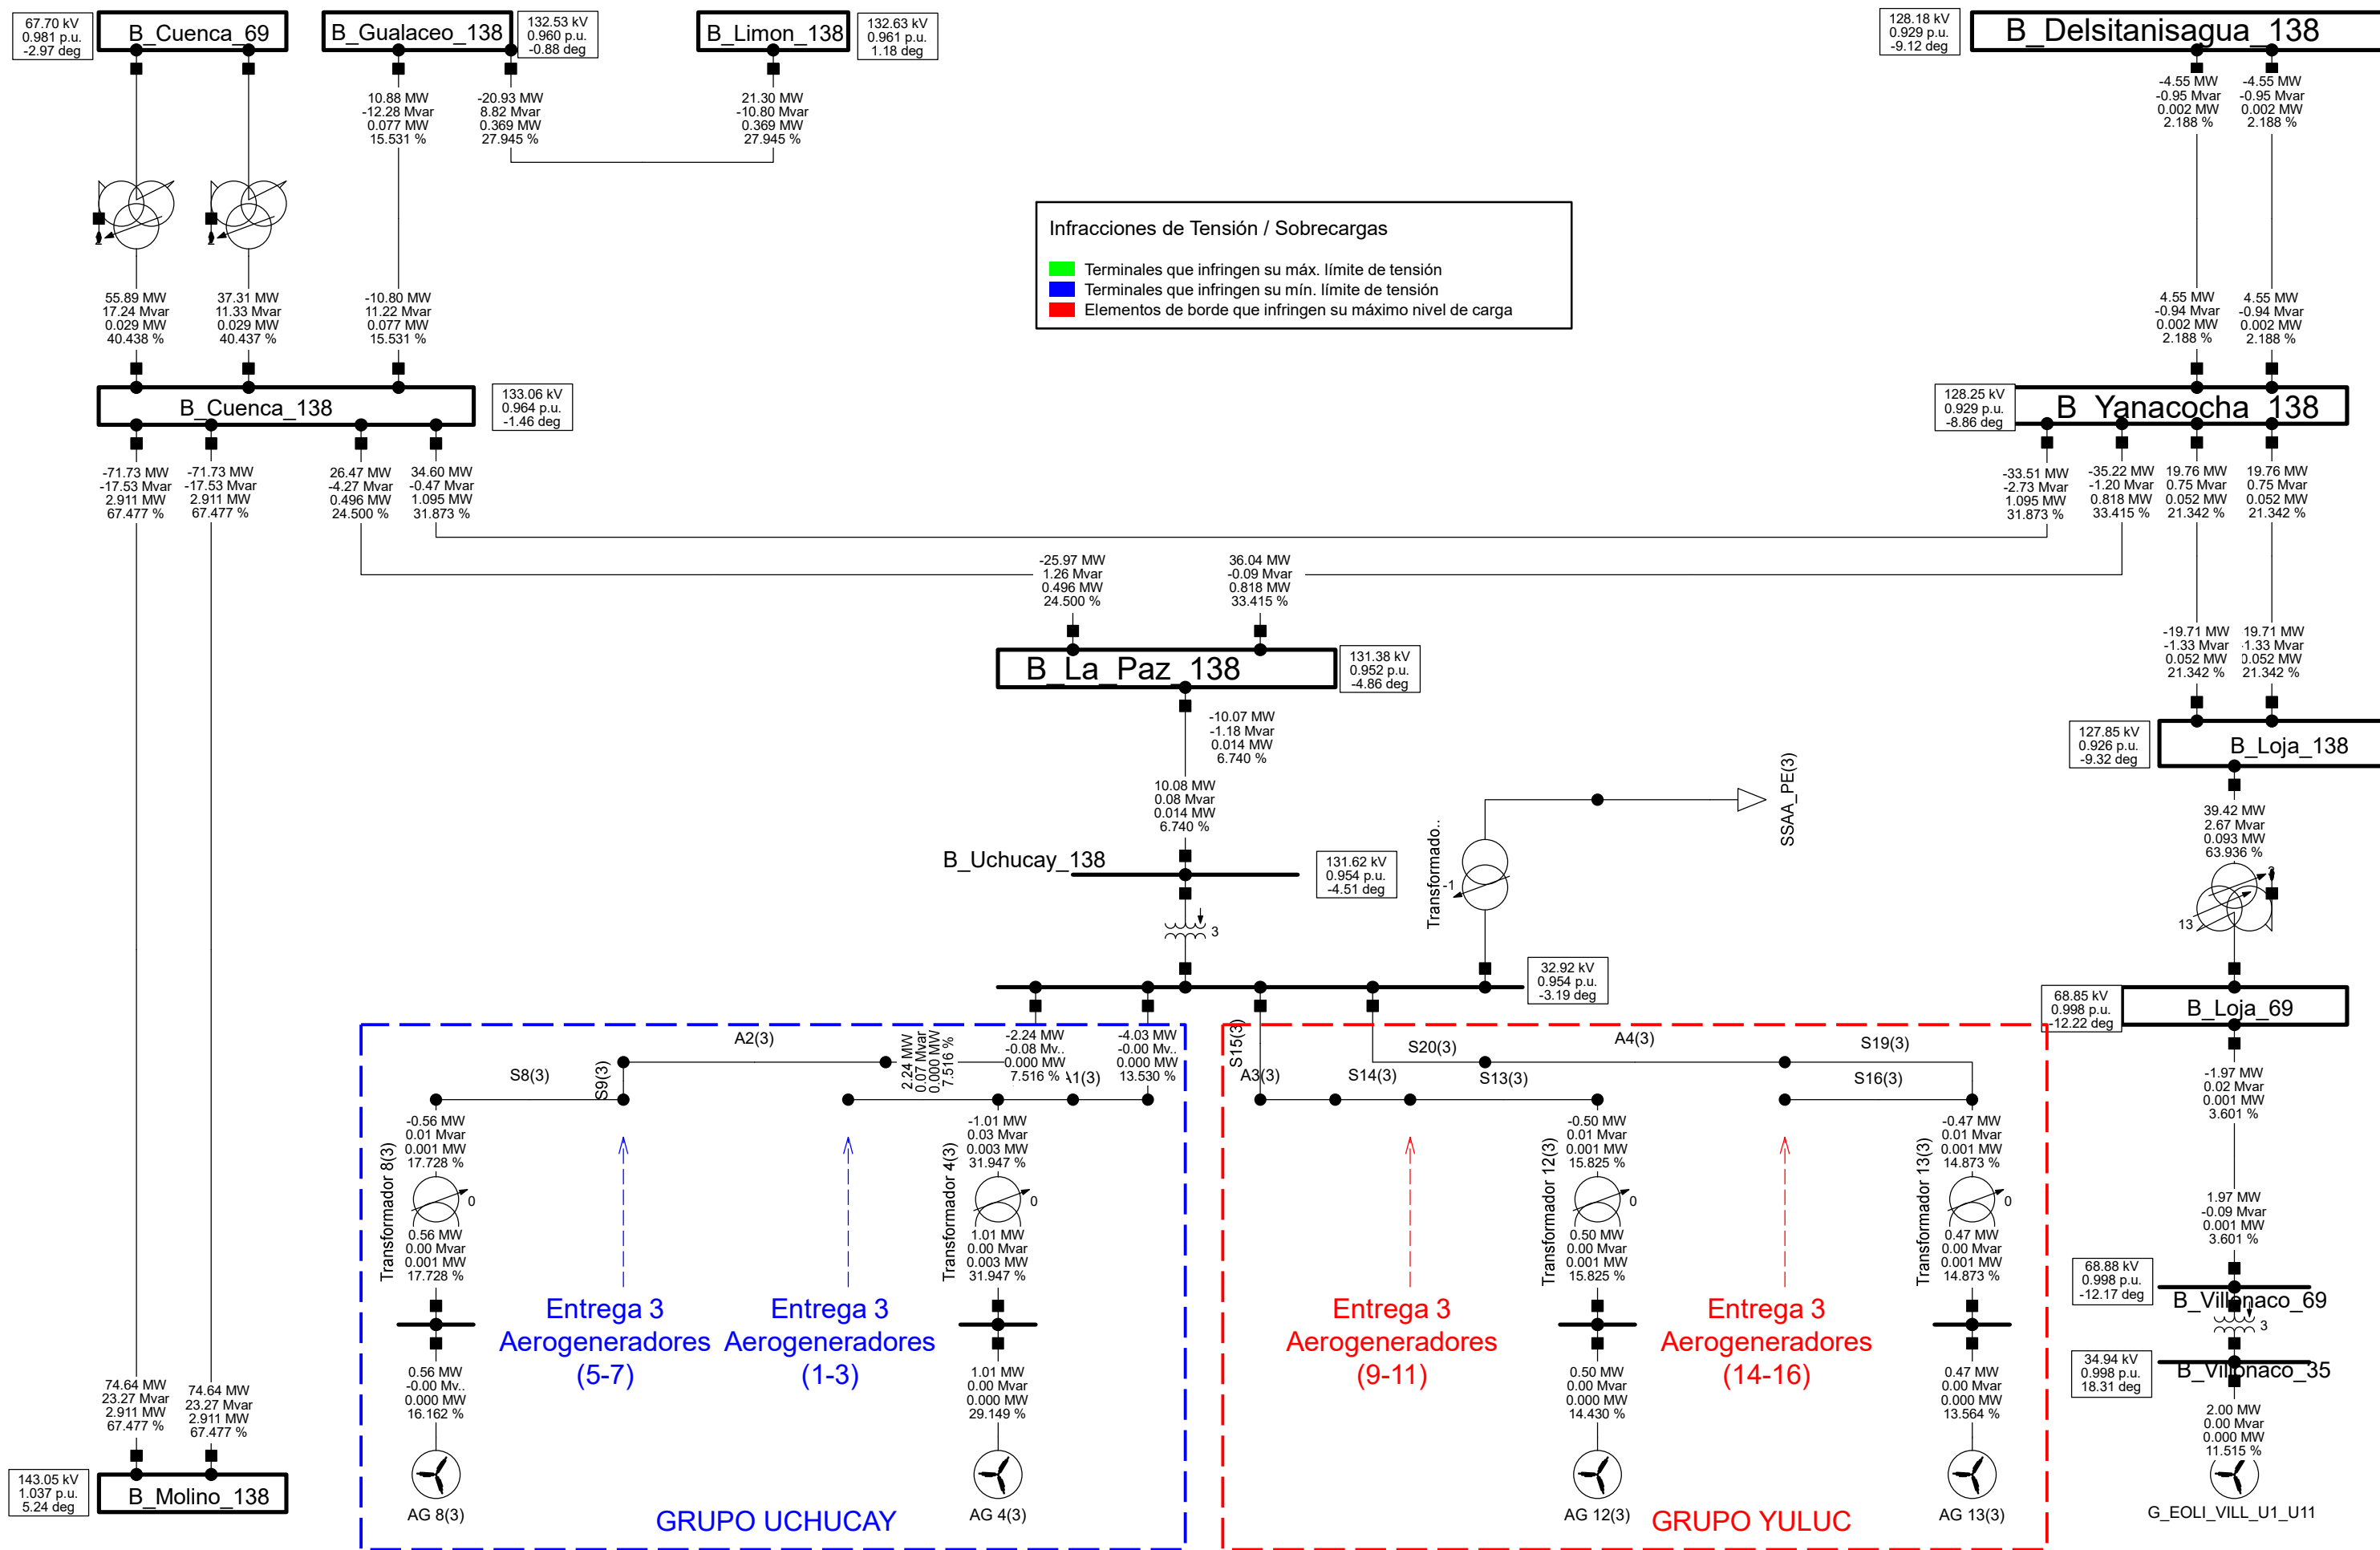 67.70 kV
0.981 p.u.
-2.97 deg
B_Cuenca_69
B_Gualaceo_138
132.53 kV
0.960 p.u.
-0.88 deg
B_Limon_138
132.63 kV
0.961 p.u.
1.18 deg
128.18 kV
0.929 p.u.
-9.12 deg
B_Delsitanisagua_138
10.88 MW
-12.28 Mvar
0.077 MW
15.531 %
-20.93 MW
8.82 Mvar
0.369 MW
27.945 %
21.30 MW
-10.80 Mvar
0.369 MW
27.945 %
-4.55 MW
-0.95 Mvar
0.002 MW
2.188 %
-4.55 MW
-0.95 Mvar
0.002 MW
2.188 %
Infracciones de Tensión / Sobrecargas
Terminales que infringen su máx. límite de tensión
Terminales que infringen su mín. límite de tensión
Elementos de borde que infringen su máximo nivel de carga
55.89 MW
17.24 Mvar
0.029 MW
40.438 %
37.31 MW
11.33 Mvar
0.029 MW
40.437 %
-10.80 MW
11.22 Mvar
0.077 MW
15.531 %
4.55 MW
-0.94 Mvar
0.002 MW
2.188 %
4.55 MW
-0.94 Mvar
0.002 MW
2.188 %
B_Cuenca_138
133.06 kV
0.964 p.u.
-1.46 deg
128.25 kV
0.929 p.u.
-8.86 deg
B_Yanacocha_138
-71.73 MW
-17.53 Mvar
2.911 MW
67.477 %
-71.73 MW
-17.53 Mvar
2.911 MW
67.477 %
26.47 MW
-4.27 Mvar
0.496 MW
24.500 %
34.60 MW
-0.47 Mvar
1.095 MW
31.873 %
-33.51 MW
-2.73 Mvar
1.095 MW
31.873 %
-35.22 MW
-1.20 Mvar
0.818 MW
33.415 %
19.76 MW
0.75 Mvar
0.052 MW
21.342 %
19.76 MW
0.75 Mvar
0.052 MW
21.342 %
-25.97 MW
1.26 Mvar
0.496 MW
24.500 %
36.04 MW
-0.09 Mvar
0.818 MW
33.415 %
B_La_Paz_138
131.38 kV
0.952 p.u.
-4.86 deg
-19.71 MW
-1.33 Mvar
0.052 MW
21.342 %
19.71 MW
1.33 Mvar
0.052 MW
21.342 %
-10.07 MW
-1.18 Mvar
0.014 MW
6.740 %
127.85 kV
0.926 p.u.
-9.32 deg
B_Loja_138
10.08 MW
0.08 Mvar
0.014 MW
6.740 %
SSAA_PE(3)
Transformado..
-1
39.42 MW
2.67 Mvar
0.093 MW
63.936 %
13
B_Uchucay_138
131.62 kV
0.954 p.u.
-4.51 deg
3
32.92 kV
0.954 p.u.
-3.19 deg
68.85 kV
0.998 p.u.
-12.22 deg
B_Loja_69
A2(3)
S8(3)
S9(3)
2.24 MW
0.07 Mvar
0.000 MW
7.516 %
-2.24 MW
-0.08 Mv..
0.000 MW
7.516 %
-4.03 MW
-0.00 Mv..
0.000 MW
13.530 %
A1(3)
S15(3)
A3(3)
S14(3)
S20(3)
S13(3)
A4(3)
S19(3)
S16(3)
-1.97 MW
0.02 Mvar
0.001 MW
3.601 %
Transformador 8(3)
-0.56 MW
0.01 Mvar
0.001 MW
17.728 %
0
0.56 MW
0.00 Mvar
0.001 MW
17.728 %
Transformador 4(3)
-1.01 MW
0.03 Mvar
0.003 MW
31.947 %
0
1.01 MW
0.00 Mvar
0.003 MW
31.947 %
Transformador 12(3)
-0.50 MW
0.01 Mvar
0.001 MW
15.825 %
0
0.50 MW
0.00 Mvar
0.001 MW
15.825 %
Transformador 13(3)
-0.47 MW
0.01 Mvar
0.001 MW
14.873 %
0
0.47 MW
0.00 Mvar
0.001 MW
14.873 %
1.97 MW
-0.09 Mvar
0.001 MW
3.601 %
Entrega 3
Aerogeneradores
(5-7)
Entrega 3
Aerogeneradores
(1-3)
Entrega 3
Aerogeneradores
(9-11)
Entrega 3
Aerogeneradores
(14-16)
68.88 kV
0.998 p.u.
-12.17 deg
B_Villonaco_69
3
34.94 kV
0.998 p.u.
18.31 deg
B_Villonaco_35
74.64 MW
23.27 Mvar
2.911 MW
67.477 %
74.64 MW
23.27 Mvar
2.911 MW
67.477 %
0.56 MW
-0.00 Mv..
0.000 MW
16.162 %
1.01 MW
0.00 Mvar
0.000 MW
29.149 %
0.50 MW
0.00 Mvar
0.000 MW
14.430 %
0.47 MW
0.00 Mvar
0.000 MW
13.564 %
2.00 MW
0.00 Mvar
0.000 MW
11.515 %
143.05 kV
1.037 p.u.
5.24 deg
B_Molino_138
AG 8(3)
GRUPO UCHUCAY
AG 4(3)
AG 12(3)
GRUPO YULUC
AG 13(3)
G_EOLI_VILL_U1_U11